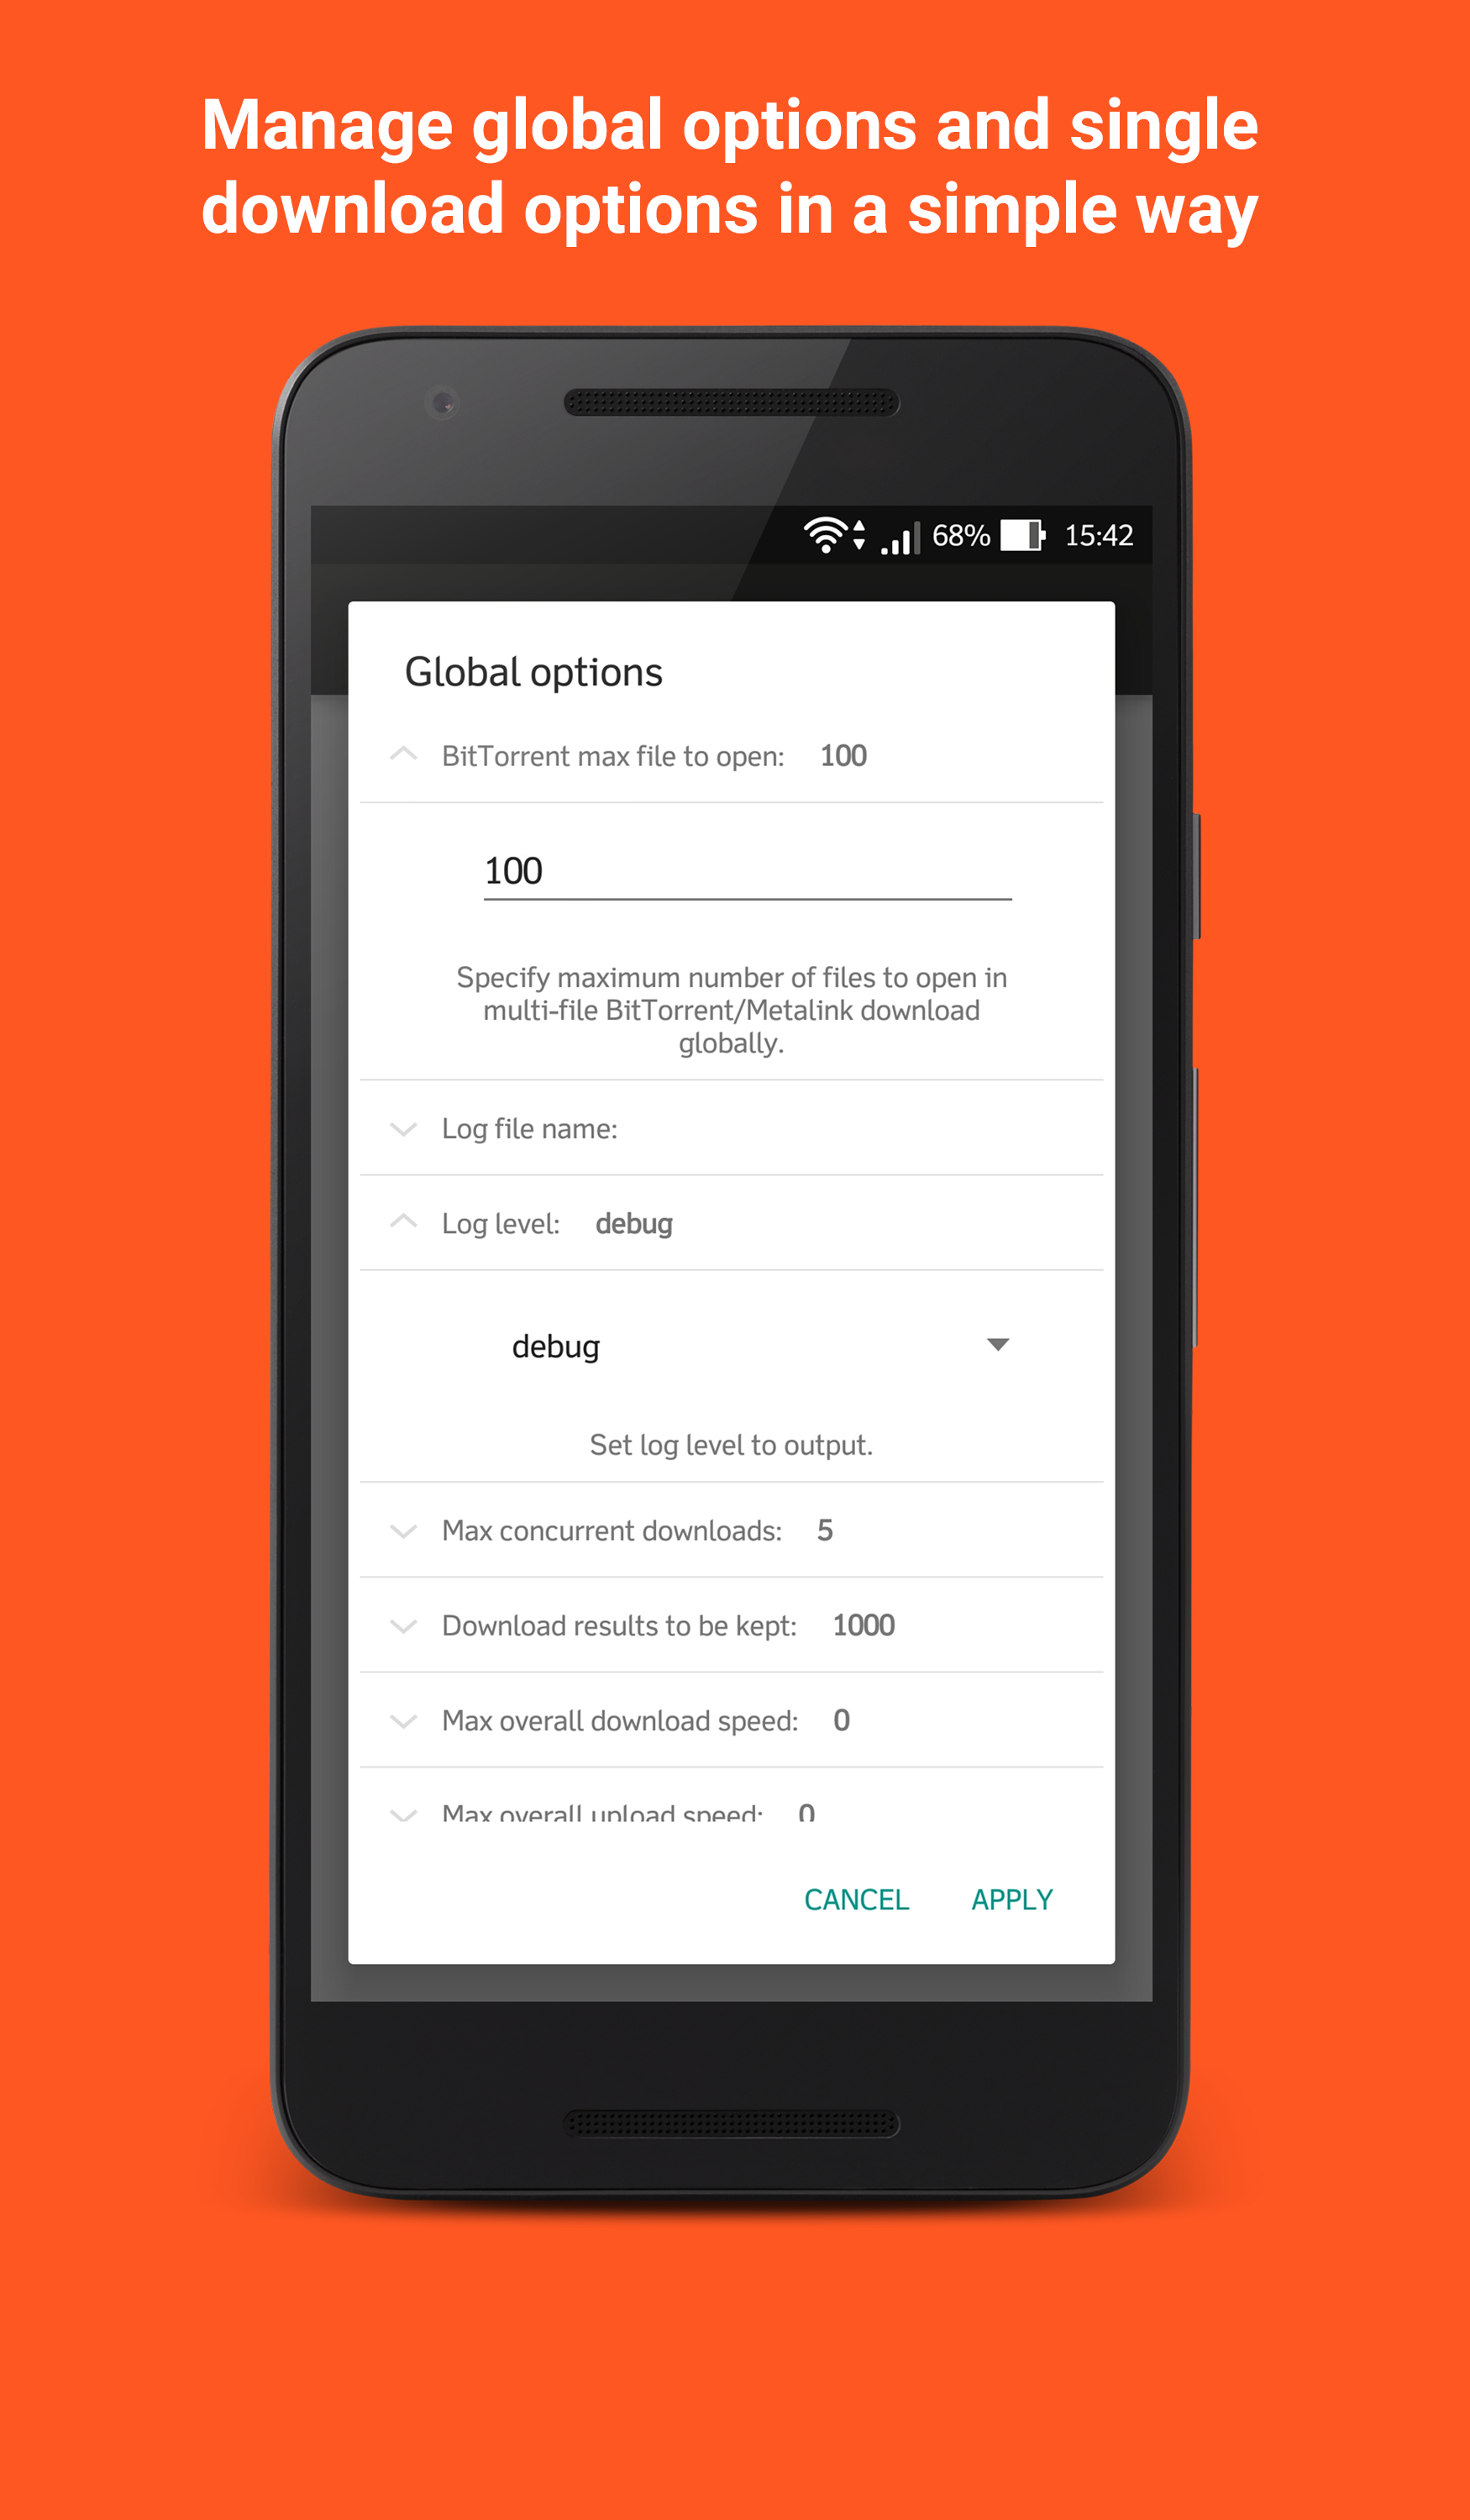 Manage global options and single
download options in a simple way
68% 15:42
Global options
BitTorrent max file to open: 100
100
Specify maximum number of files to open in
multi-file BitTorrent/Metalink download
globally.
Log file name:
Log level: debug
debug
Set log level to output.
Max concurrent downloads: 5
Download results to be kept: 1000
Max overall download speed: 0
Max overall upload speed: 0
CANCEL APPLY